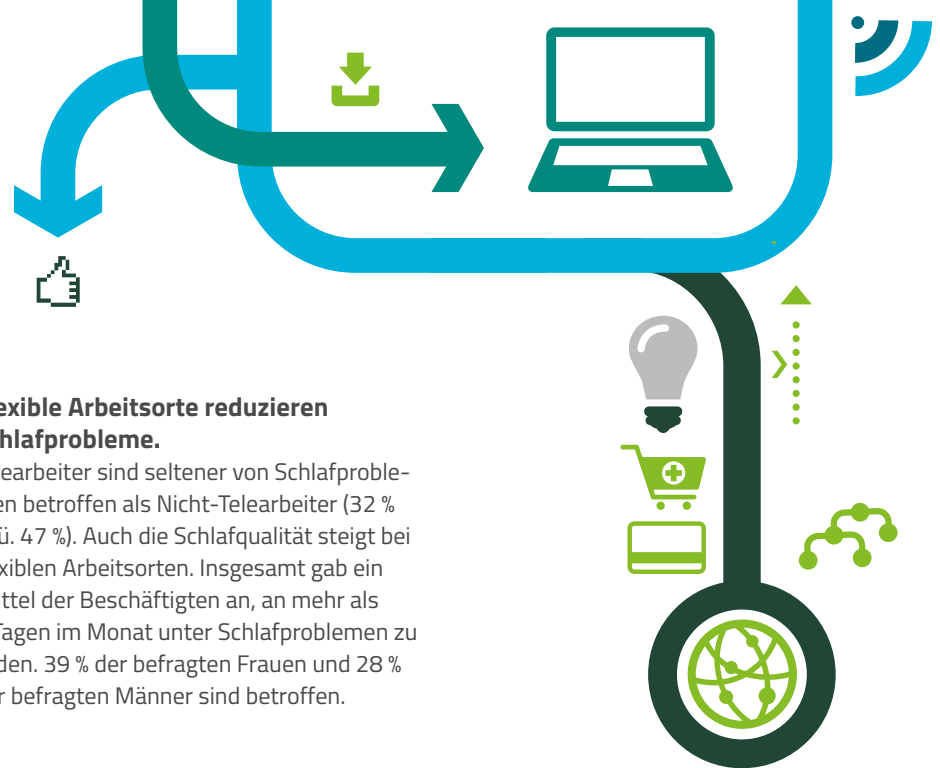 exible Arbeitsorte reduzieren
hlafprobleme.
earbeiter sind seltener von Schlafproble-
en betroffen als Nicht-Telearbeiter (32 %
ü. 47 %). Auch die Schlafqualität steigt bei
xiblen Arbeitsorten. Insgesamt gab ein
ittel der Beschäftigten an, an mehr als
Tagen im Monat unter Schlafproblemen zu
den. 39 % der befragten Frauen und 28 %
r befragten Männer sind betroffen.